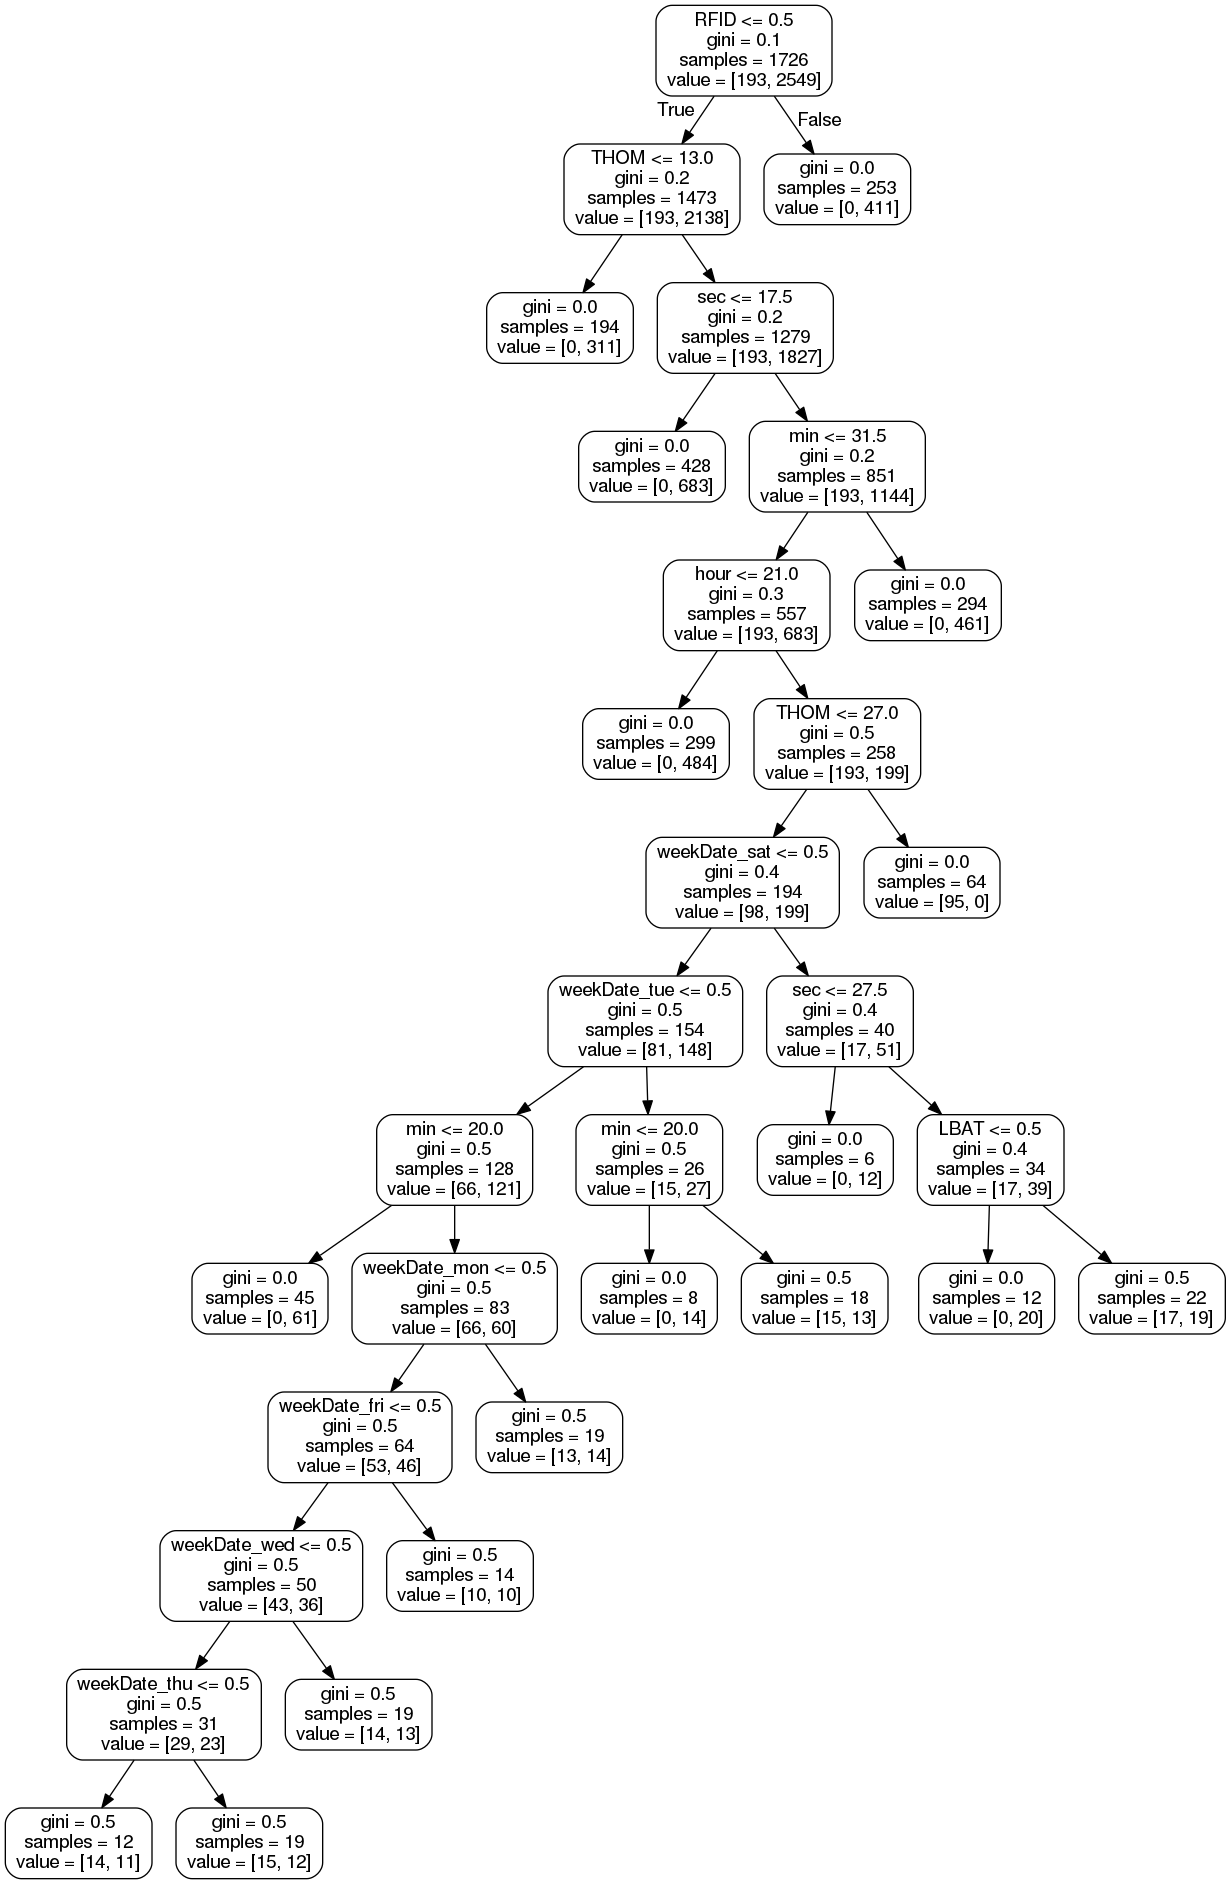 RFID <= 0.5
gini = 0.1
samples = 1726
value = [193, 2549]
True
False
THOM <= 13.0
gini = 0.2
samples = 1473
value = [193, 2138]
gini = 0.0
samples = 253
value = [0, 411]
gini = 0.0
samples = 194
value = [0, 311]
sec <= 17.5
gini = 0.2
samples = 1279
value = [193, 1827]
gini = 0.0
samples = 428
value = [0, 683]
min <= 31.5
gini = 0.2
samples = 851
value = [193, 1144]
hour <= 21.0
gini = 0.3
samples = 557
value = [193, 683]
gini = 0.0
samples = 294
value = [0, 461]
gini = 0.0
samples = 299
value = [0, 484]
THOM <= 27.0
gini = 0.5
samples = 258
value = [193, 199]
weekDate_sat <= 0.5
gini = 0.4
samples = 194
value = [98, 199]
gini = 0.0
samples = 64
value = [95, 0]
weekDate_tue <= 0.5
gini = 0.5
samples = 154
value = [81, 148]
sec <= 27.5
gini = 0.4
samples = 40
value = [17, 51]
min <= 20.0
gini = 0.5
samples = 128
value = [66, 121]
min <= 20.0
gini = 0.5
samples = 26
value = [15, 27]
gini = 0.0
samples = 6
value = [0, 12]
LBAT <= 0.5
gini = 0.4
samples = 34
value = [17, 39]
gini = 0.0
samples = 45
value = [0, 61]
weekDate_mon <= 0.5
gini = 0.5
samples = 83
value = [66, 60]
gini = 0.0
samples = 8
value = [0, 14]
gini = 0.5
samples = 18
value = [15, 13]
gini = 0.0
samples = 12
value = [0, 20]
gini = 0.5
samples = 22
value = [17, 19]
weekDate_fri <= 0.5
gini = 0.5
samples = 64
value = [53, 46]
gini = 0.5
samples = 19
value = [13, 14]
weekDate_wed <= 0.5
gini = 0.5
samples = 50
value = [43, 36]
gini = 0.5
samples = 14
value = [10, 10]
weekDate_thu <= 0.5
gini = 0.5
samples = 31
value = [29, 23]
gini = 0.5
samples = 19
value = [14, 13]
gini = 0.5
samples = 12
value = [14, 11]
gini = 0.5
samples = 19
value = [15, 12]